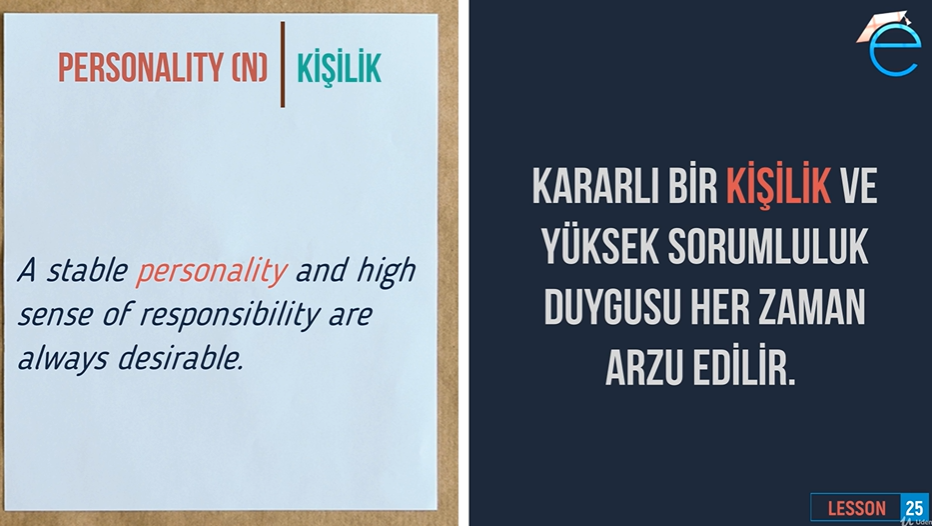 PERSONALITY (N) KİŞİLİK
A stable personality and high
sense of responsibility are
always desirable.
KARARLI BİR KİŞİLİK VE
YÜKSEK SORUMLULUK
DUYGUSU HER ZAMAN
ARZU EDİLİR.
LESSON 25